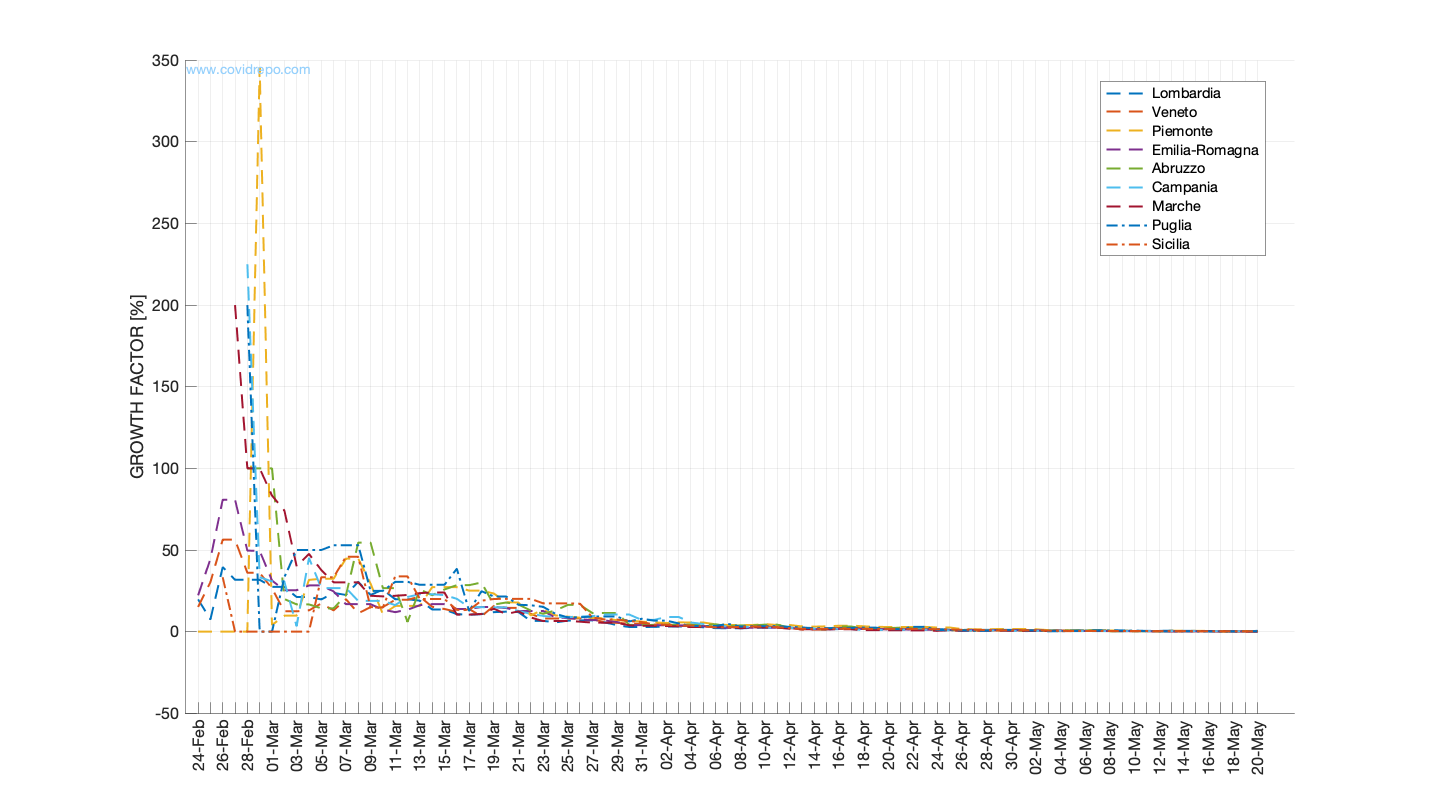 www.covidrepo.com
350
300
250
200
150
100
50
0
-50
GROWTH FACTOR [%]
Lombardia
Veneto
Piemonte
Emilia-Romagna
Abruzzo
Campania
Marche
Puglia
Sicilia
24-Feb
26-Feb
28-Feb
01-Mar
03-Mar
05-Mar
07-Mar
09-Mar
11-Mar
13-Mar
15-Mar
17-Mar
19-Mar
21-Mar
23-Mar
25-Mar
27-Mar
29-Mar
31-Mar
02-Apr
04-Apr
06-Apr
08-Apr
10-Apr
12-Apr
14-Apr
16-Apr
18-Apr
20-Apr
22-Apr
24-Apr
26-Apr
28-Apr
30-Apr
02-May
04-May
06-May
08-May
10-May
12-May
14-May
16-May
18-May
20-May